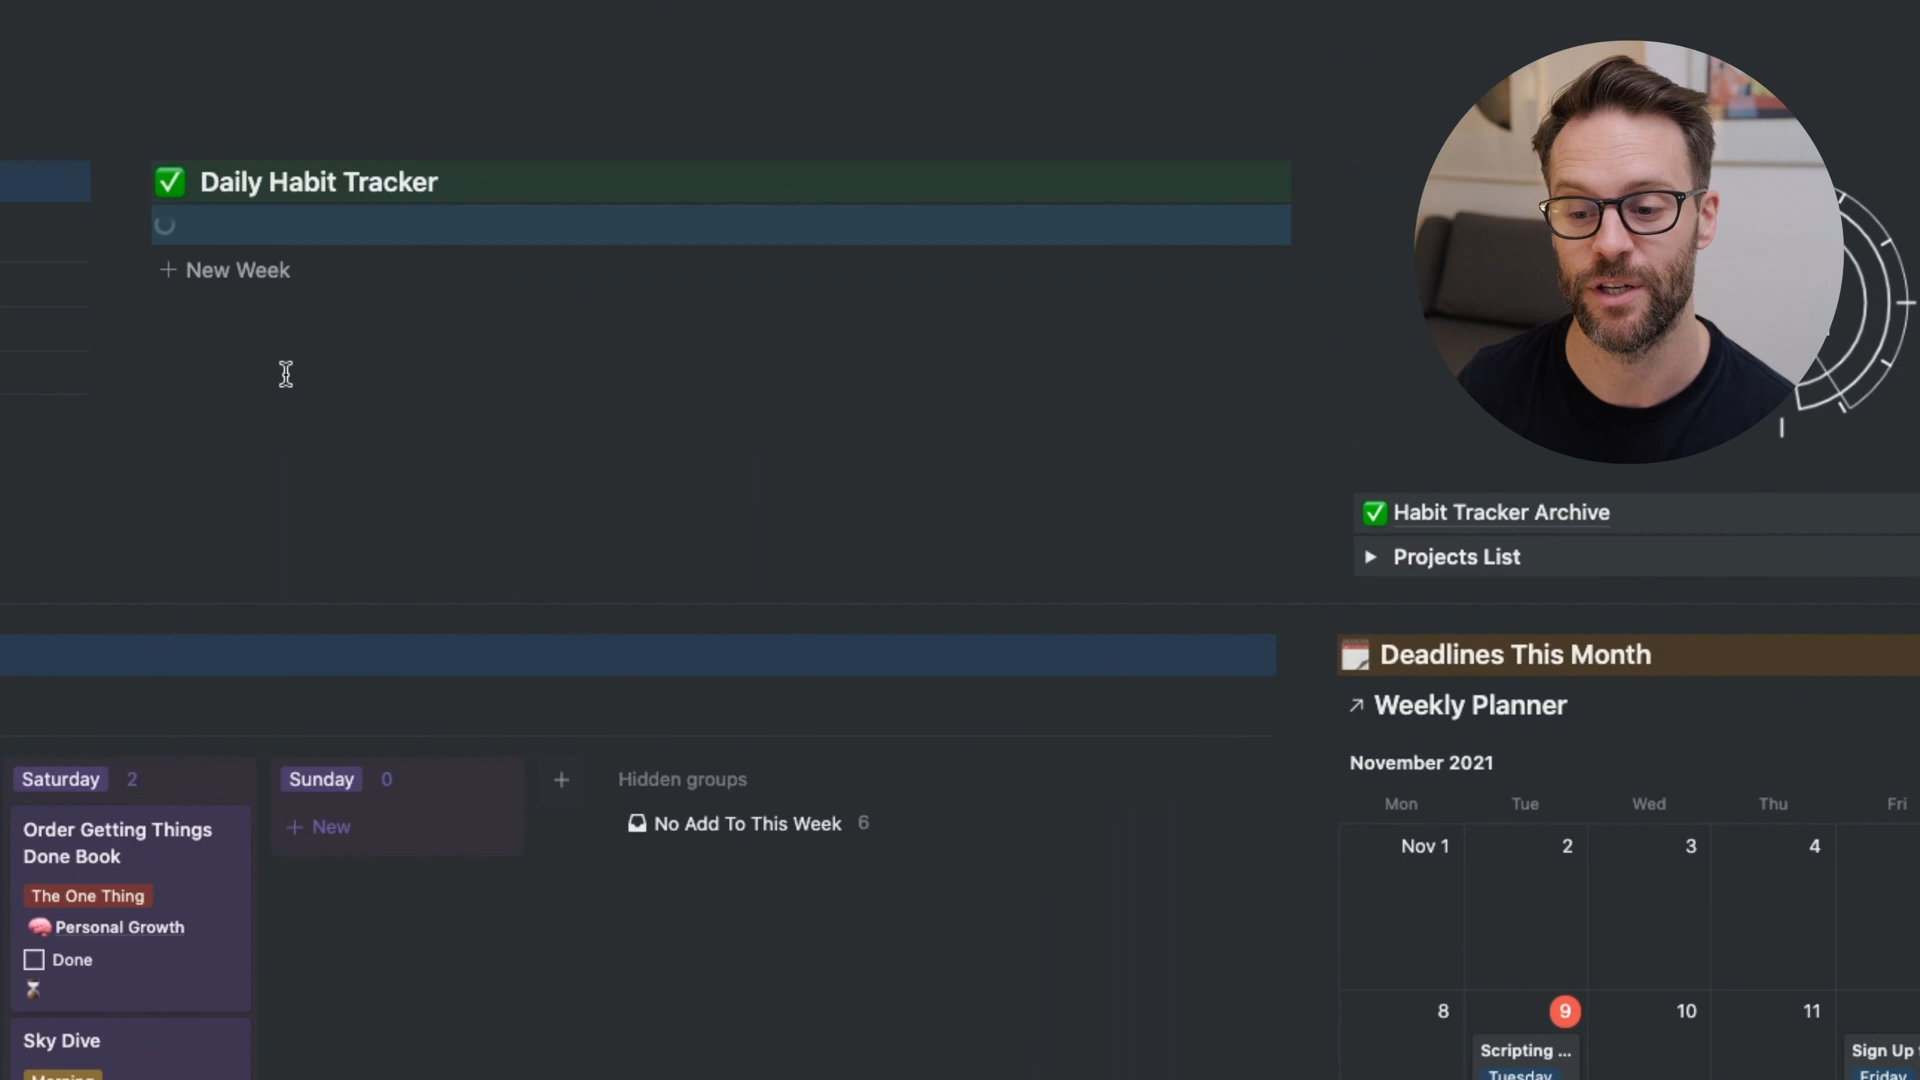 ✅ Daily Habit Tracker
+ New Week
✅ Habit Tracker Archive
▶ Projects List
Deadlines This Month
↗ Weekly Planner
November 2021
Mon Tue Wed Thu Fri
Nov 1 2 3 4
8 9 10 11
Scripting ...
Tuesday
Sign Up
Friday
Saturday 2
Order Getting Things
Done Book
The One Thing
🧠 Personal Growth
Done
⏳
Sky Dive
Morning
Sunday 0
+ New
+
Hidden groups
No Add To This Week 6